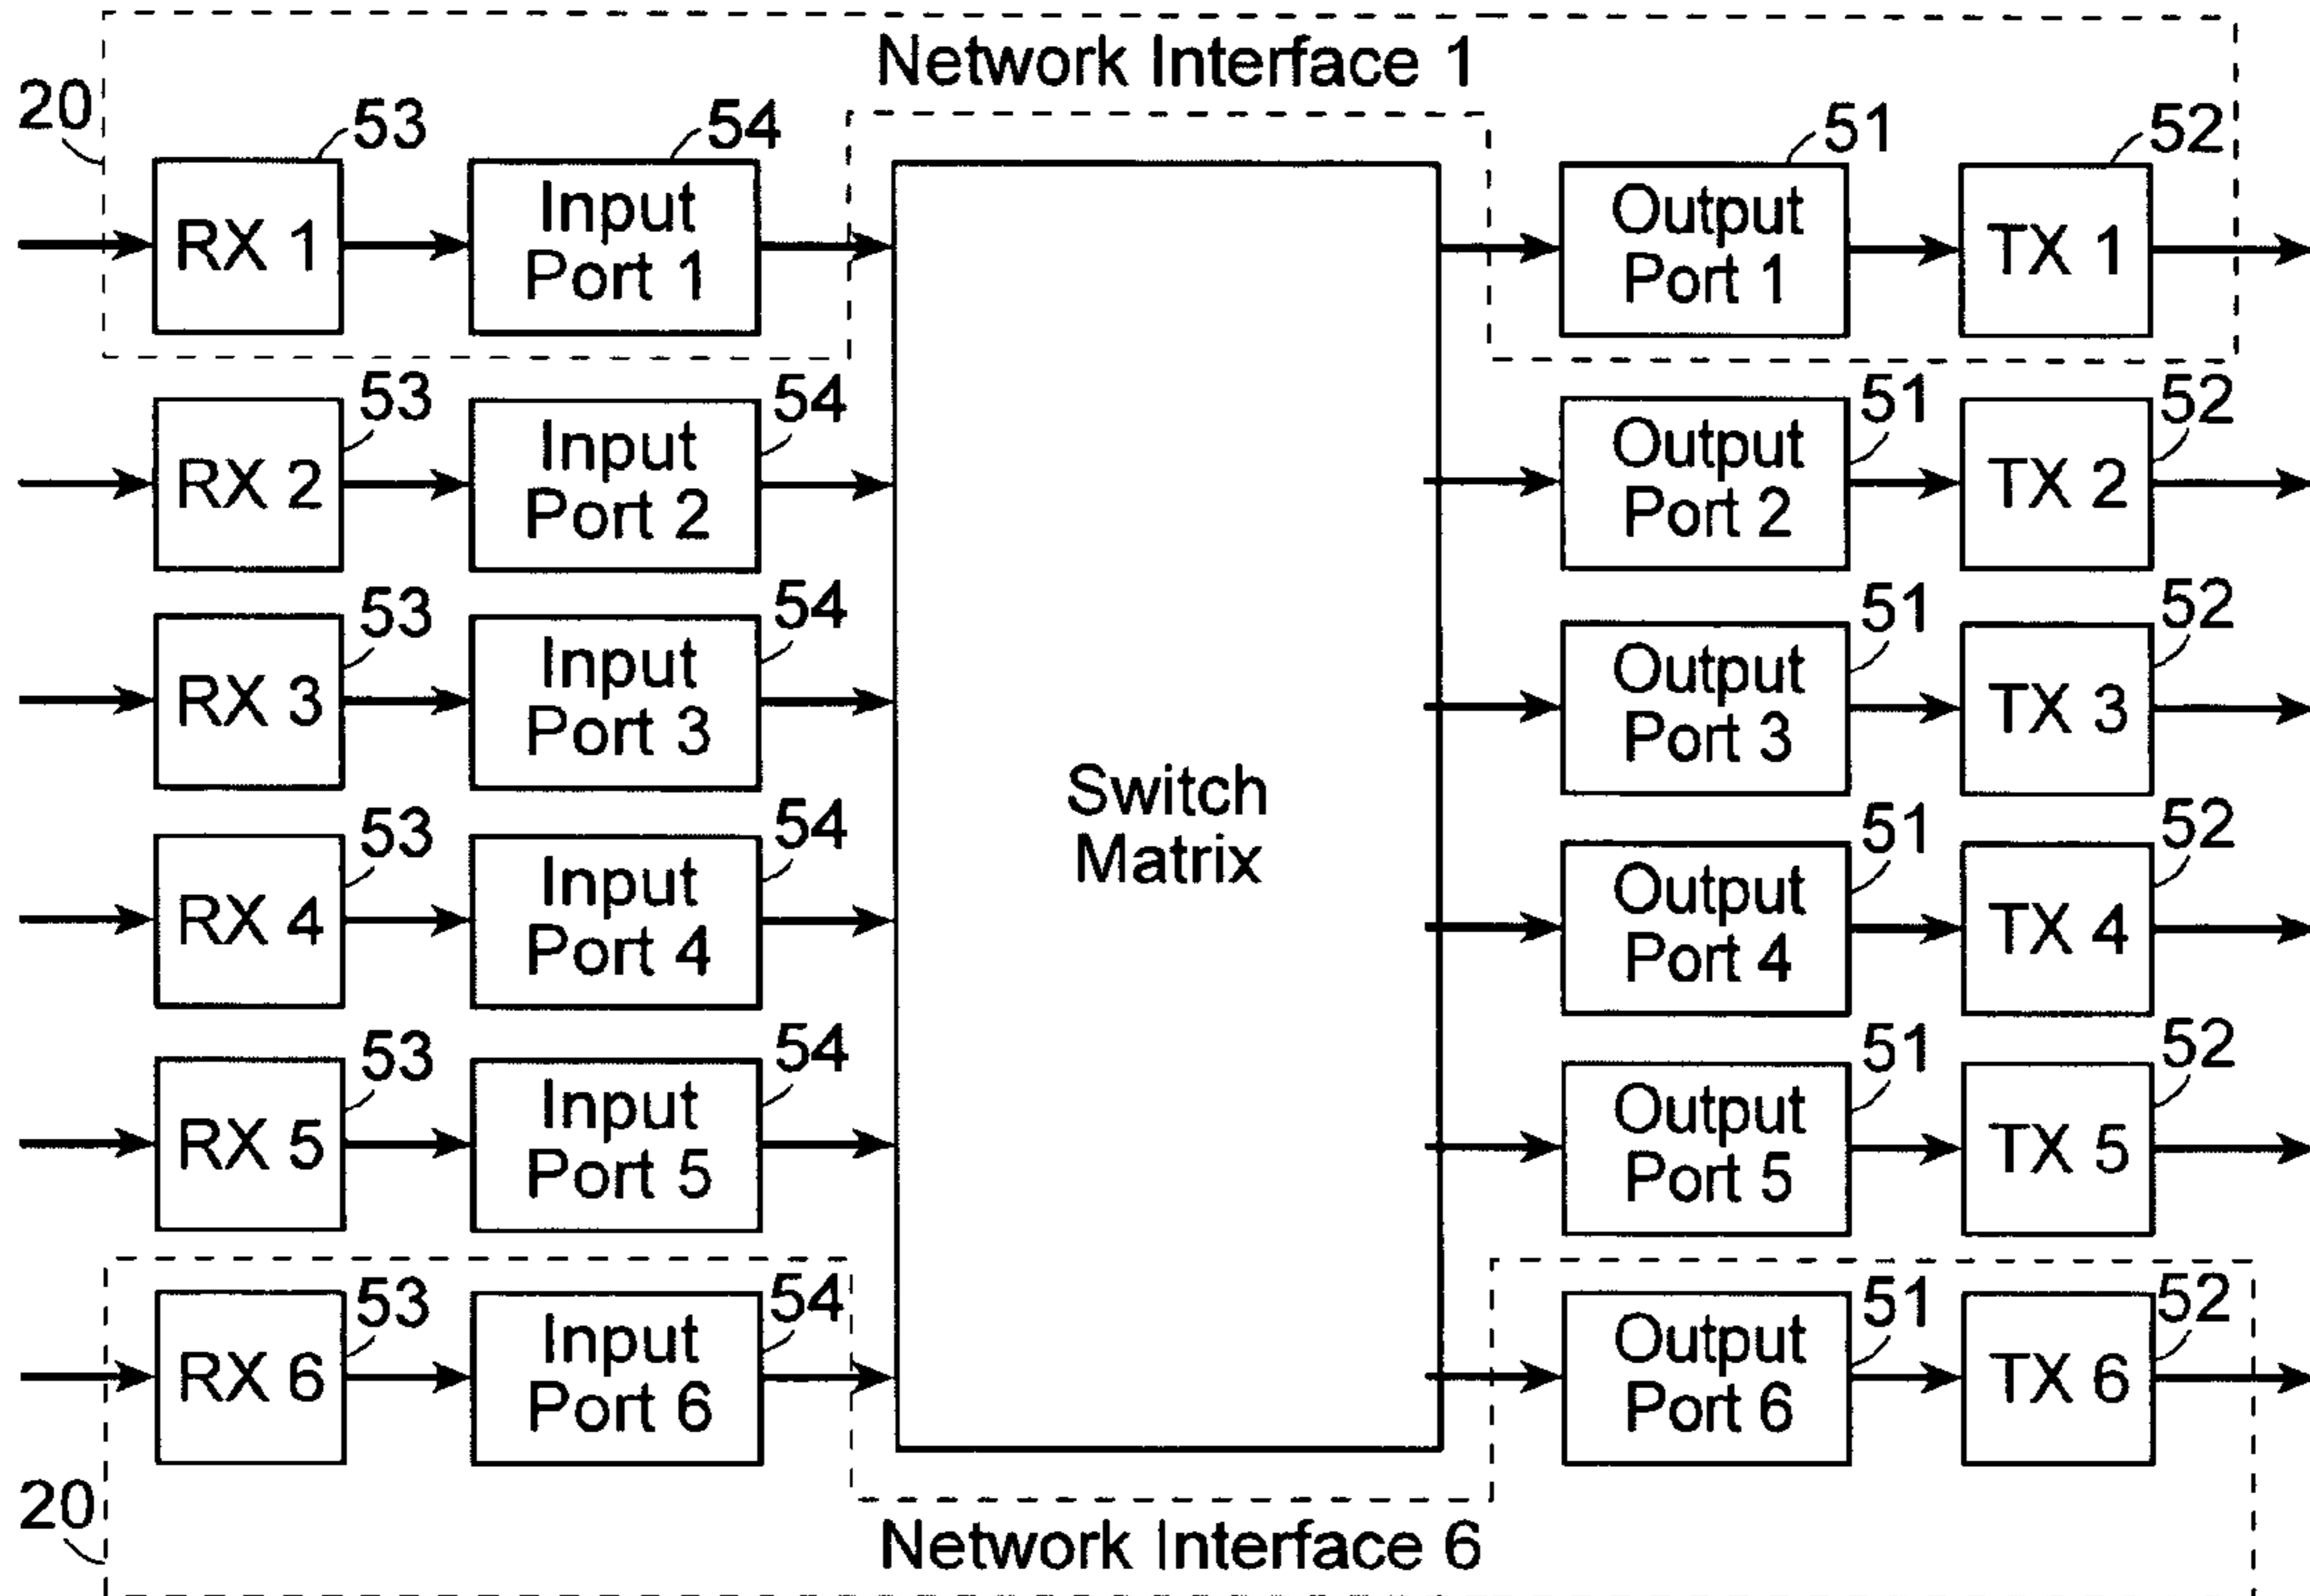 Network Interface 1
20
53
54
51
52
RX 1
Input
Port 1
Output
Port 1
TX 1
53
54
51
52
RX 2
Input
Port 2
Output
Port 2
TX 2
53
54
51
52
RX 3
Input
Port 3
Output
Port 3
TX 3
Switch
Matrix
53
54
51
52
RX 4
Input
Port 4
Output
Port 4
TX 4
53
54
51
52
RX 5
Input
Port 5
Output
Port 5
TX 5
53
54
51
52
RX 6
Input
Port 6
Output
Port 6
TX 6
20
Network Interface 6